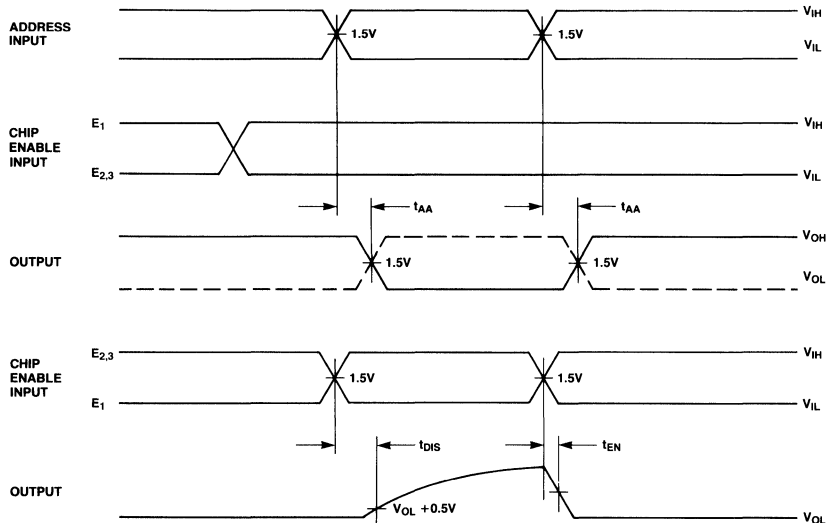 ADDRESS
INPUT
1.5V
1.5V
VIH
VIL
CHIP
ENABLE
INPUT
E1
E2,3
VIH
VIL
tAA
tAA
OUTPUT
1.5V
1.5V
VOH
VOL
CHIP
ENABLE
INPUT
E2,3
E1
1.5V
1.5V
VIH
VIL
tDIS
tEN
OUTPUT
VOL +0.5V
VOL